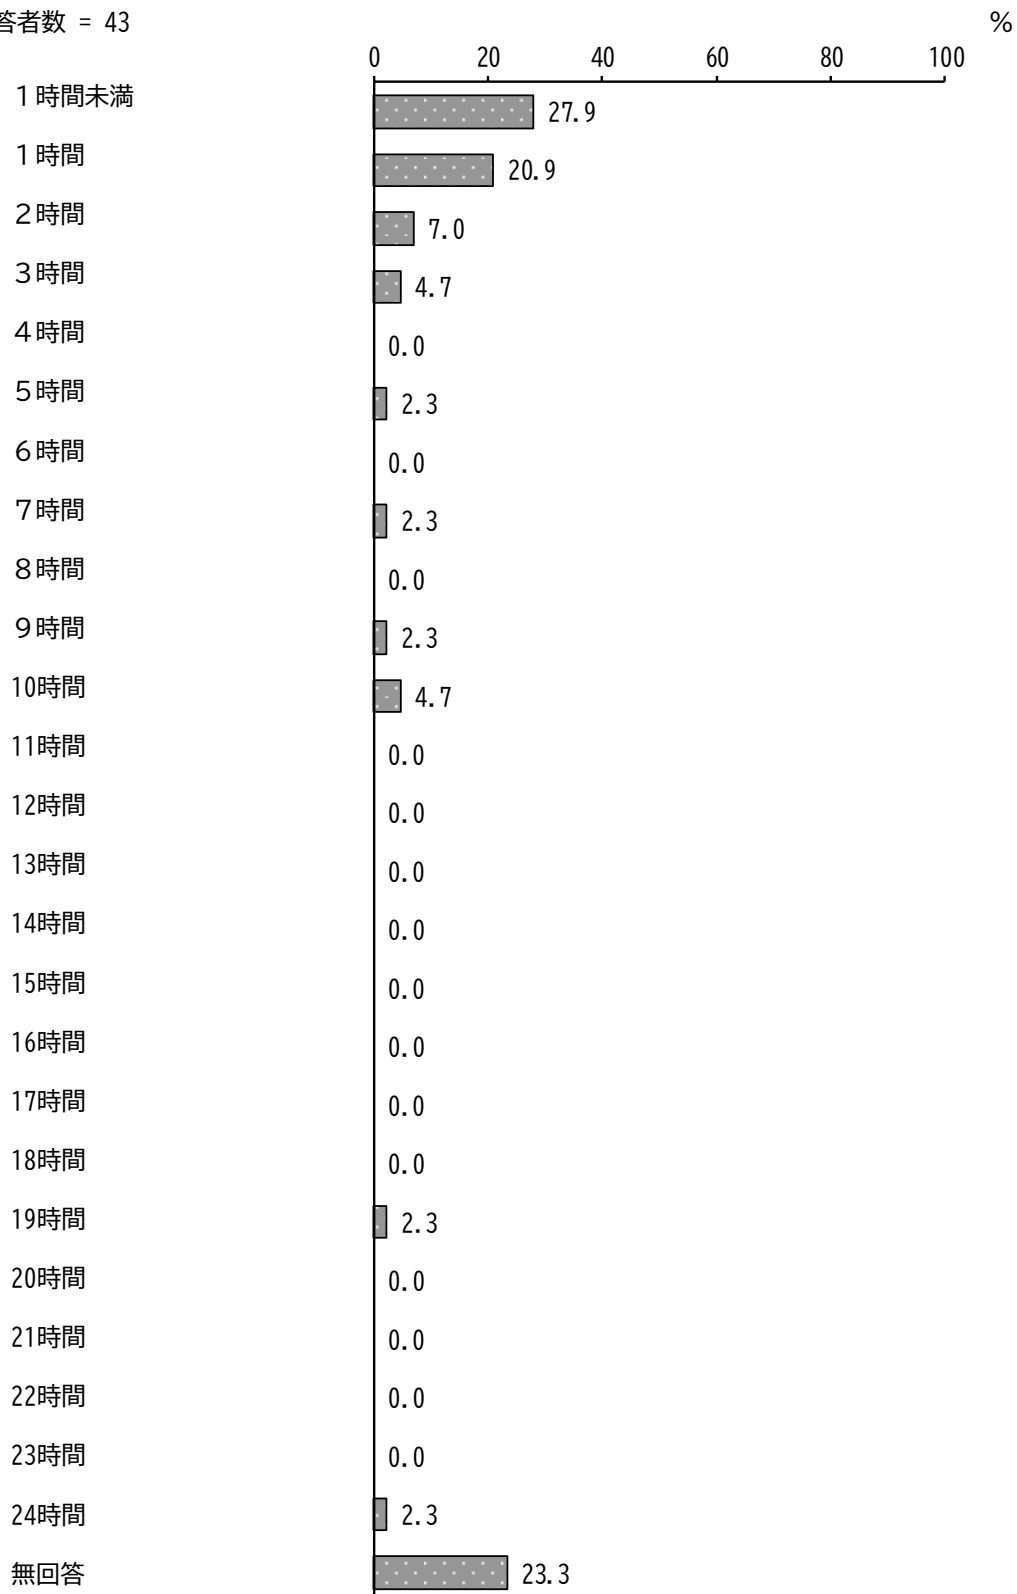 答者数 = 43
%
0 20 40 60 80 100
１時間未満 27.9
１時間 20.9
２時間 7.0
３時間 4.7
４時間 0.0
５時間 2.3
６時間 0.0
７時間 2.3
８時間 0.0
９時間 2.3
10時間 4.7
11時間 0.0
12時間 0.0
13時間 0.0
14時間 0.0
15時間 0.0
16時間 0.0
17時間 0.0
18時間 0.0
19時間 2.3
20時間 0.0
21時間 0.0
22時間 0.0
23時間 0.0
24時間 2.3
無回答 23.3